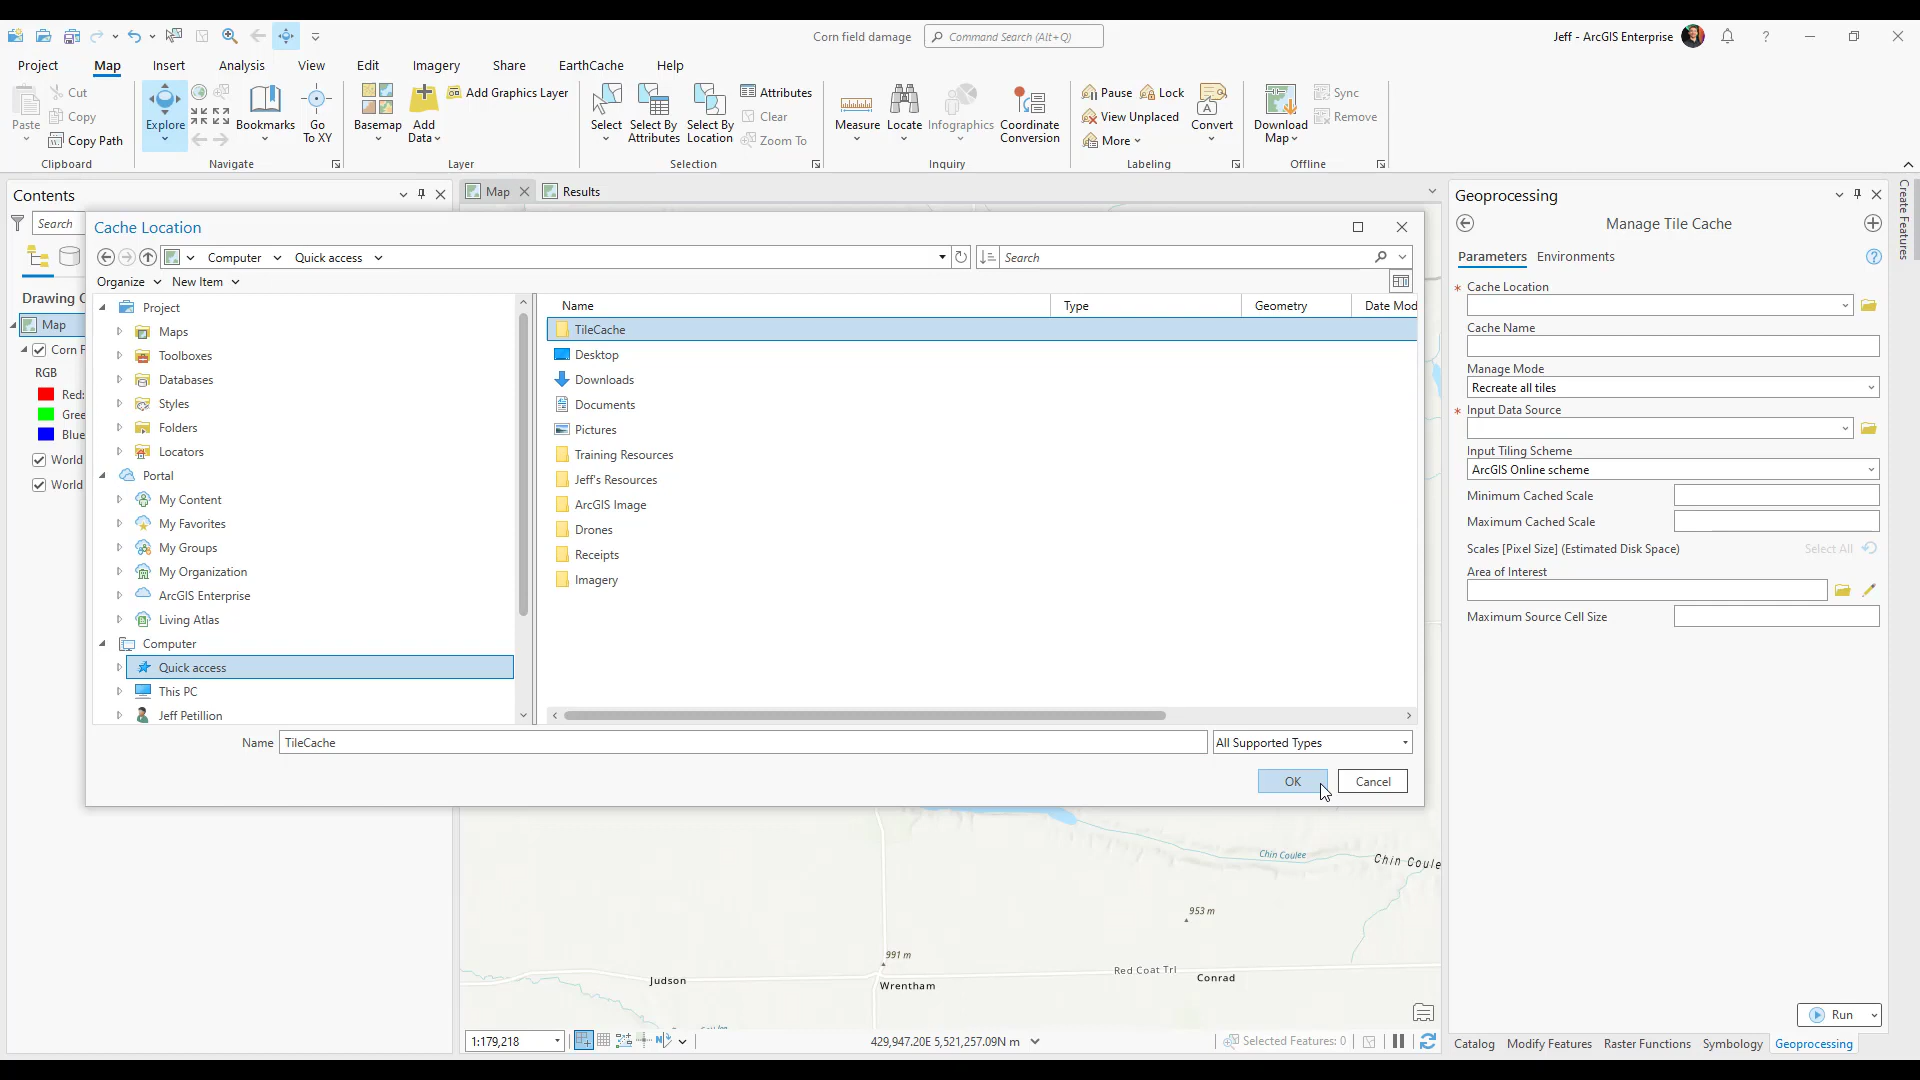 Corn field damage
Command Search (Alt+Q)
Jeff - ArcGIS Enterprise
?
Project
Map
Insert
Analysis
View
Edit
Imagery
Share
EarthCache
Help
Paste
Cut
Copy
Copy Path
Clipboard
Explore
Bookmarks
Go
To XY
Navigate
Basemap
Add
Data
Add Graphics Layer
Layer
Select
Select By
Attributes
Select By
Location
Attributes
Clear
Zoom To
Selection
Measure
Locate
Infographics
Coordinate
Conversion
Inquiry
Pause
Lock
View Unplaced
More
Convert
Labeling
Download
Map
Sync
Remove
Offline
Contents
Search
Drawing
Map
Corn F
RGB
Red:
Gree
Blue
World
World
Map
Results
Cache Location
Computer
Quick access
Search
Organize
New Item
Project
Maps
Toolboxes
Databases
Styles
Folders
Locators
Portal
My Content
My Favorites
My Groups
My Organization
ArcGIS Enterprise
Living Atlas
Computer
Quick access
This PC
Jeff Petillion
Name
Type
Geometry
Date Mod
TileCache
Desktop
Downloads
Documents
Pictures
Training Resources
Jeff's Resources
ArcGIS Image
Drones
Receipts
Imagery
Name
TileCache
All Supported Types
OK
Cancel
Chin Coulee
Chin Coule
953 m
991 m
Judson
Wrentham
Red Coat Trl
Conrad
1:179,218
429,947.20E 5,521,257.09N m
Selected Features: 0
Geoprocessing
Manage Tile Cache
Parameters
Environments
?
* Cache Location
Cache Name
Manage Mode
Recreate all tiles
* Input Data Source
Input Tiling Scheme
ArcGIS Online scheme
Minimum Cached Scale
Maximum Cached Scale
Scales [Pixel Size] (Estimated Disk Space)
Select All
Area of Interest
Maximum Source Cell Size
Run
Catalog
Modify Features
Raster Functions
Symbology
Geoprocessing
Create Features